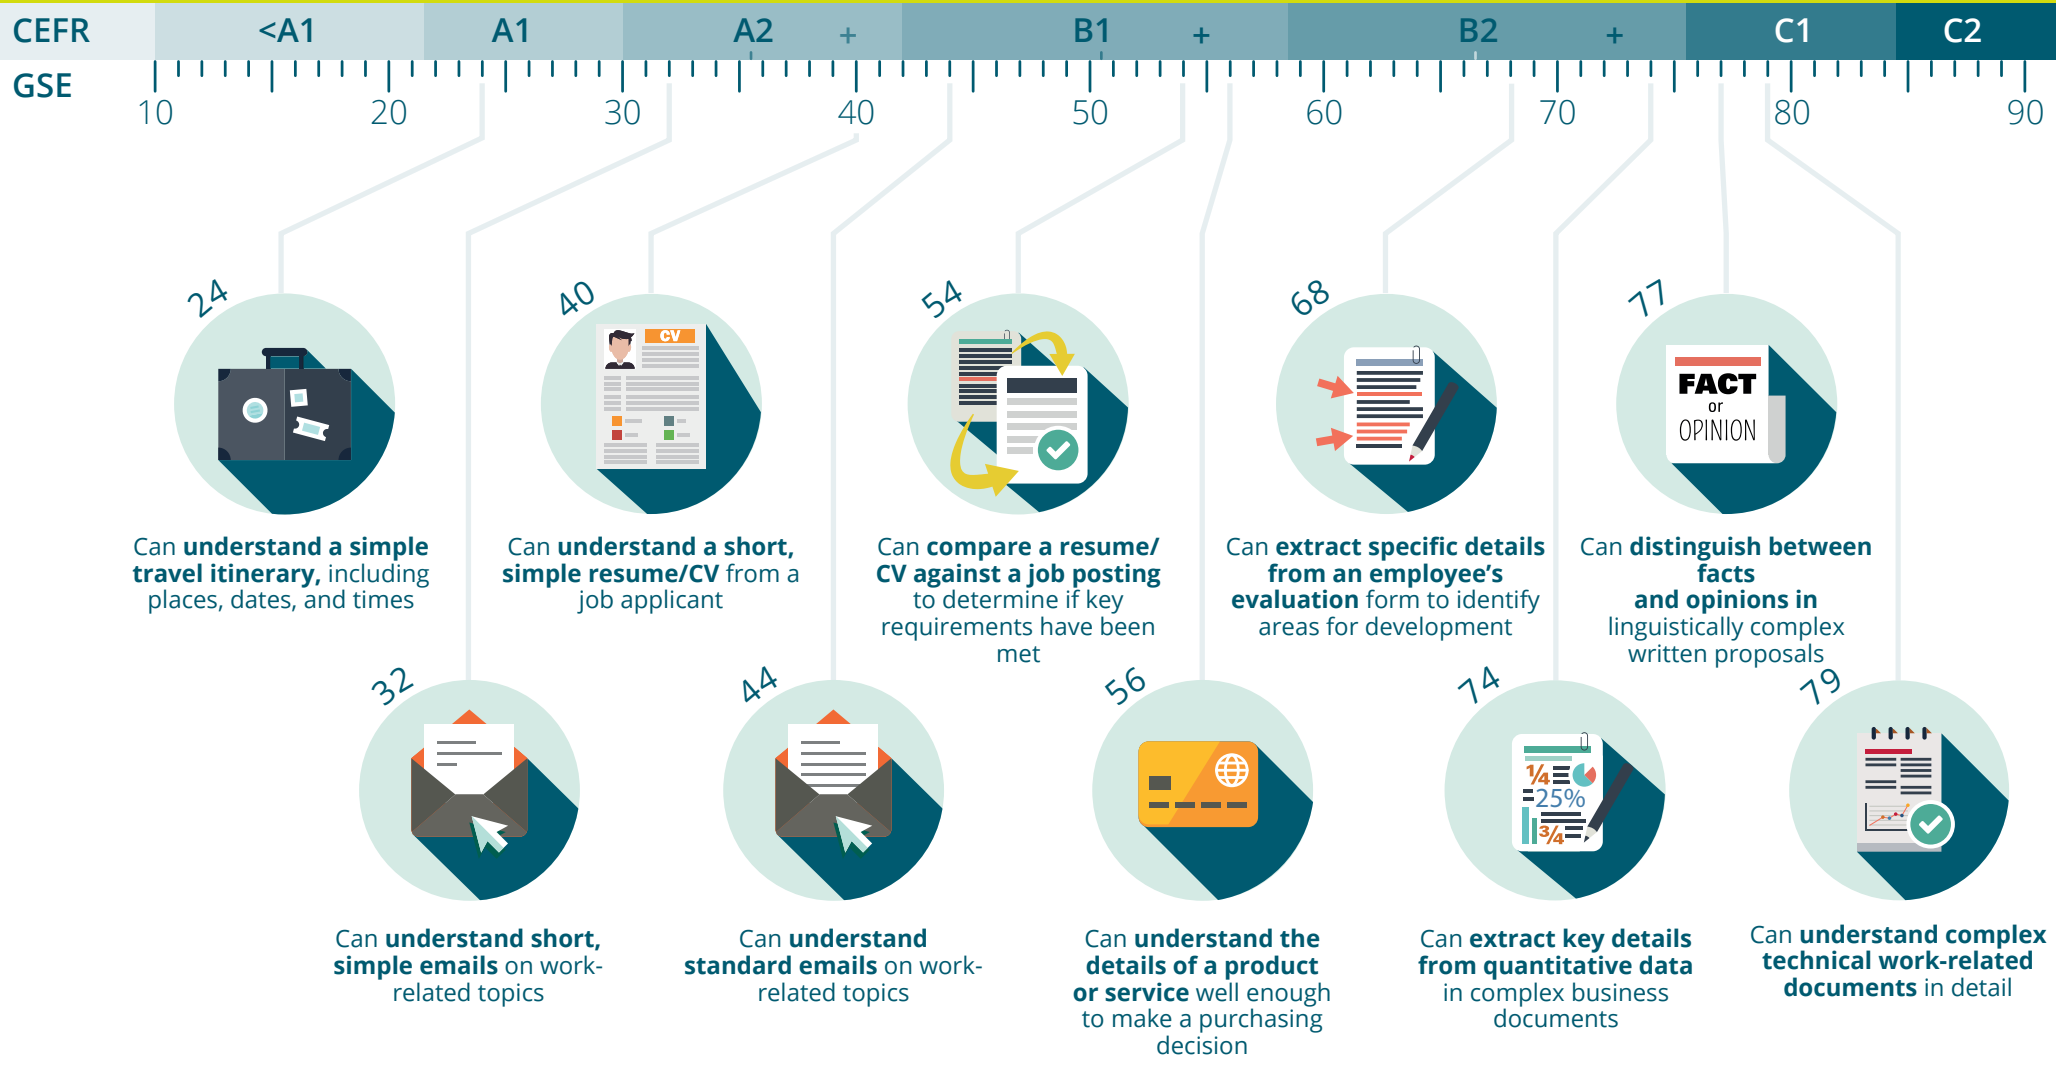 CEFR <A1 A1 A2 + B1 + B2 + C1 C2
GSE
10 20 30 40 50 60 70 80 90
24
40
54
68
77
CV
FACT
or
OPINION
Can understand a simple
travel itinerary, including
places, dates, and times
Can understand a short,
simple resume/CV from a
job applicant
Can compare a resume/
CV against a job posting
to determine if key
requirements have been
met
Can extract specific details
from an employee’s
evaluation form to identify
areas for development
Can distinguish between
facts
and opinions in
linguistically complex
written proposals
32
44
56
74
79
1/4
25%
3/4
Can understand short,
simple emails on work-
related topics
Can understand
standard emails on work-
related topics
Can understand the
details of a product
or service well enough
to make a purchasing
decision
Can extract key details
from quantitative data
in complex business
documents
Can understand complex
technical work-related
documents in detail